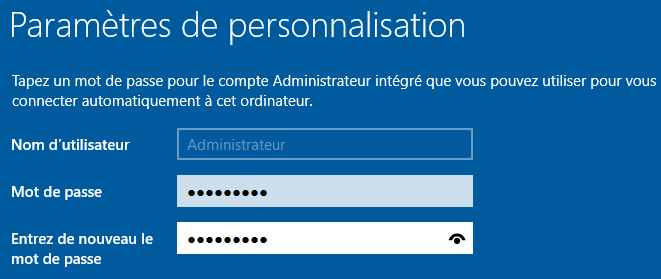 Paramètres de personnalisation
Tapez un mot de passe pour le compte Administrateur intégré que vous pouvez utiliser pour vous
connecter automatiquement à cet ordinateur.
Nom d'utilisateur
Administrateur
Mot de passe
●●●●●●●●●
Entrez de nouveau le
mot de passe
●●●●●●●●●